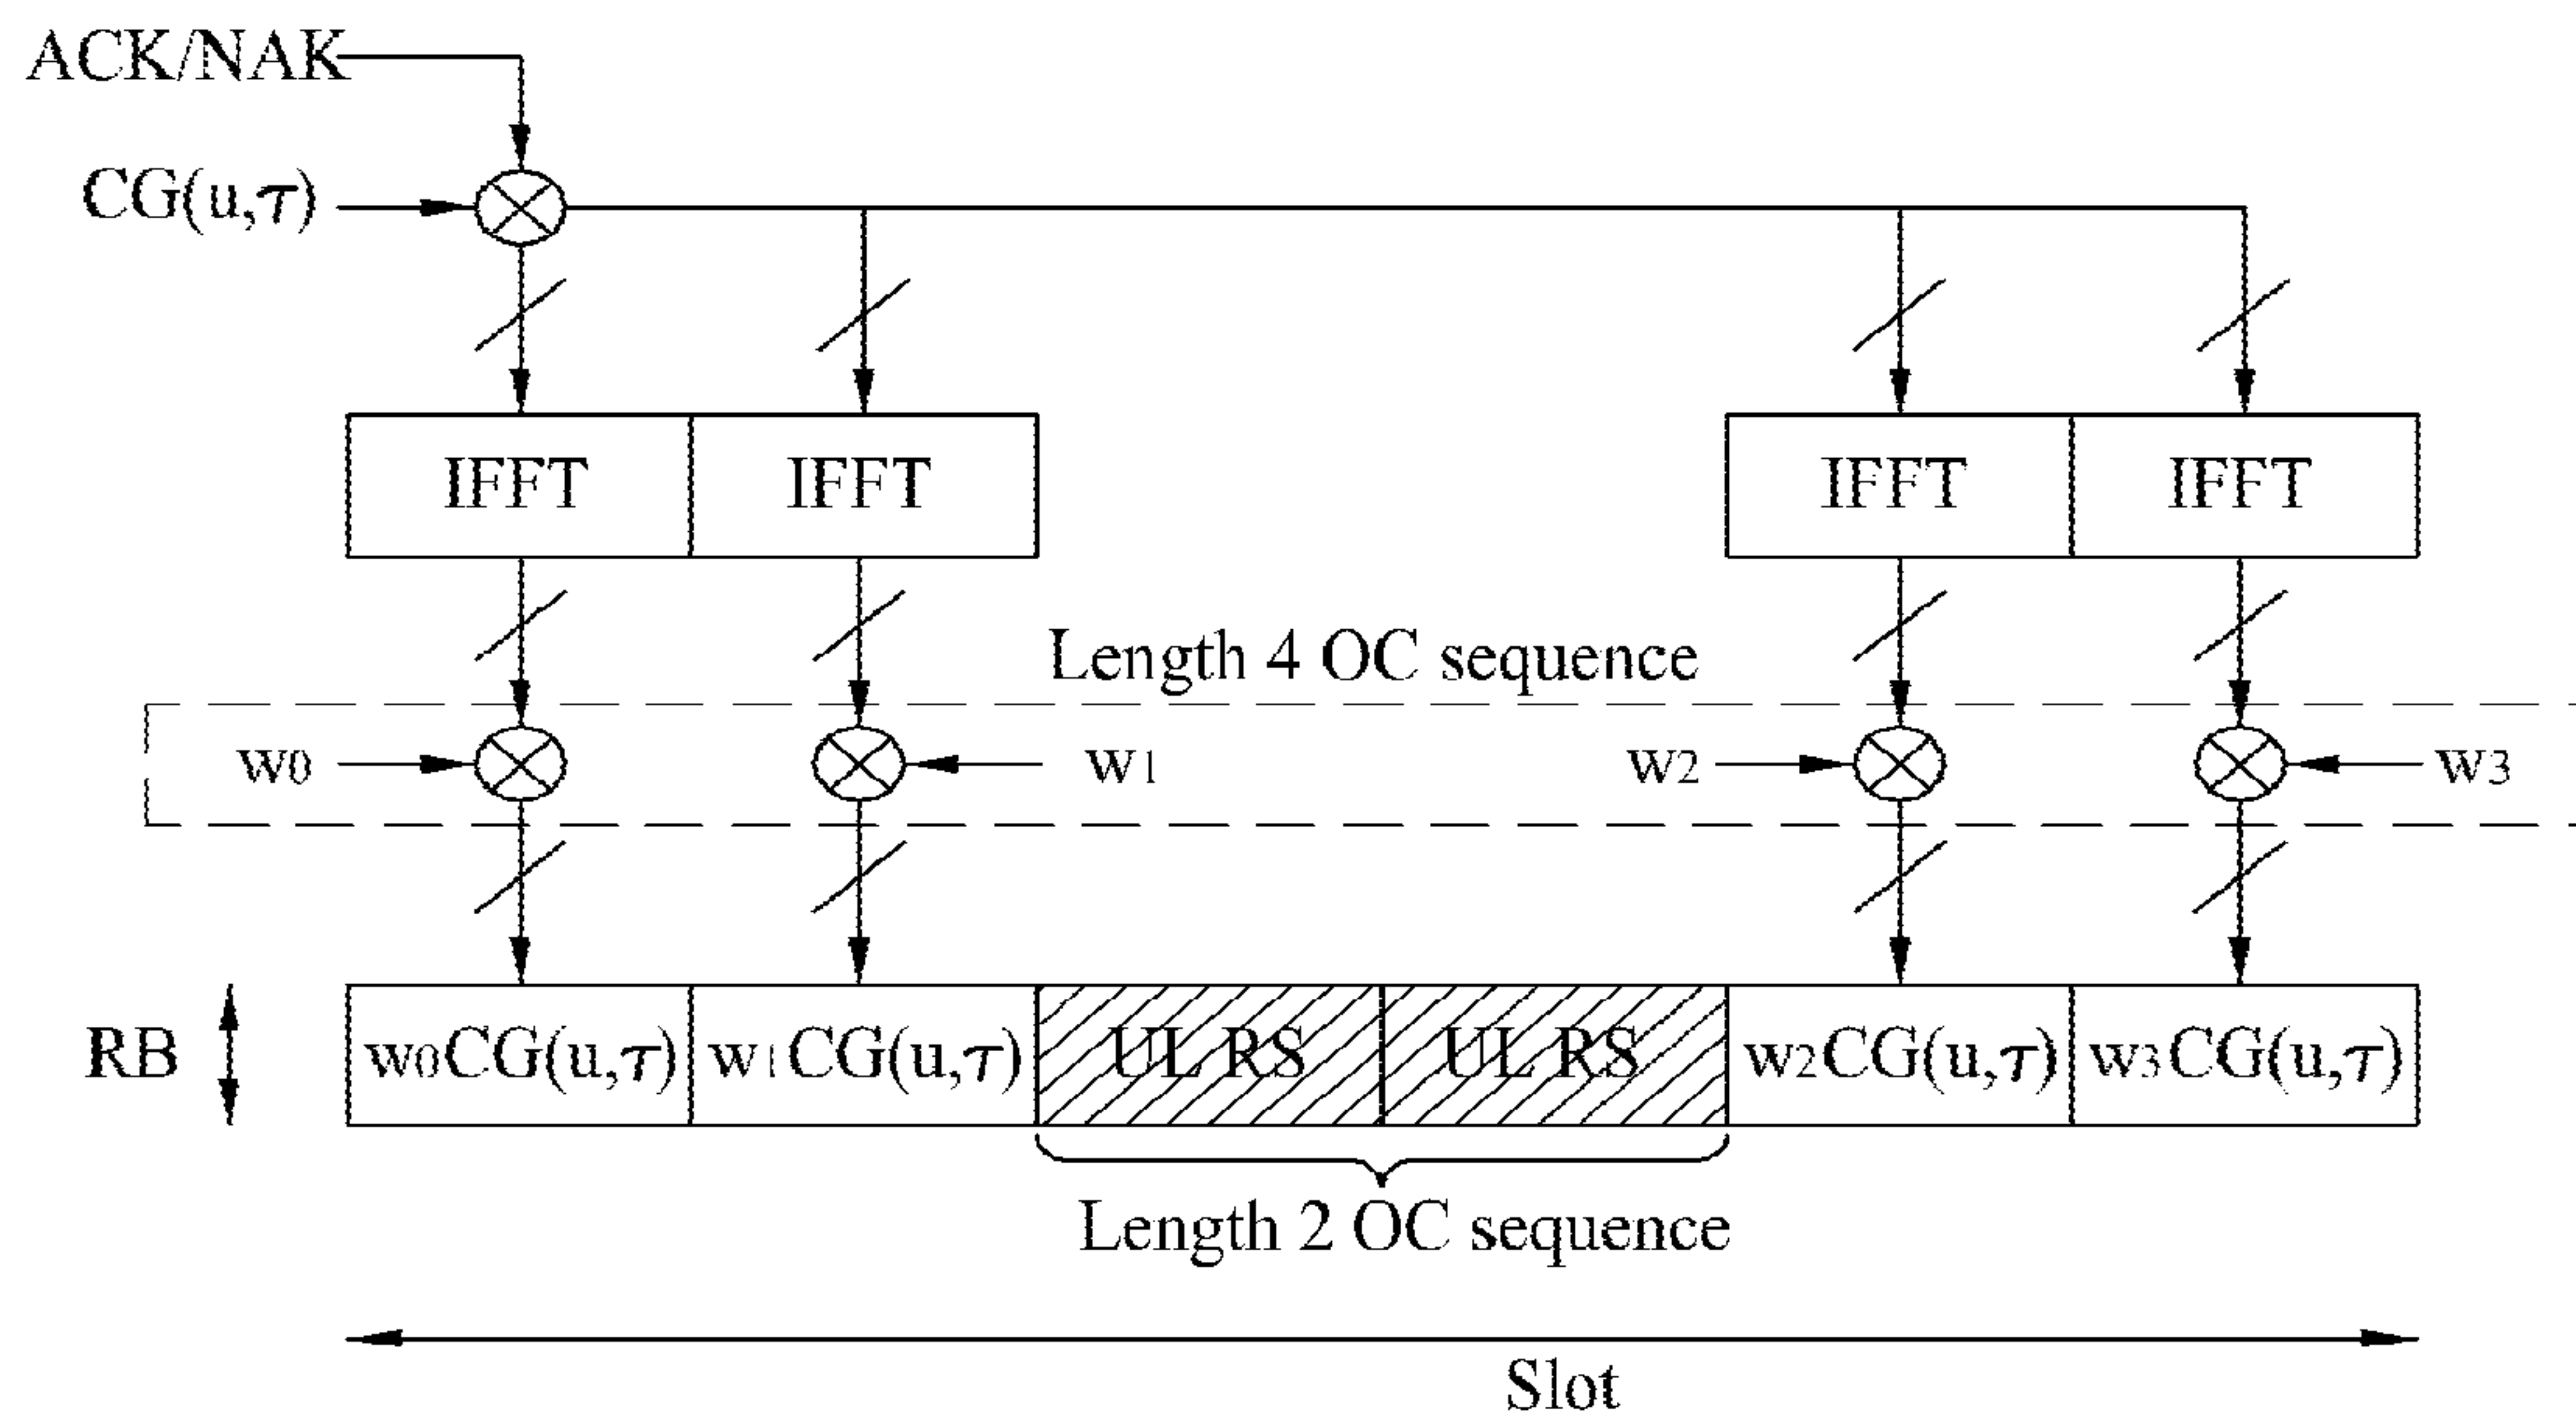 ACK/NAK
CG(u,τ)
IFFT IFFT IFFT IFFT
Length 4 OC sequence
w0 w1 w2 w3
RB w0CG(u,τ) w1CG(u,τ) UL RS UL RS w2CG(u,τ) w3CG(u,τ)
Length 2 OC sequence
Slot